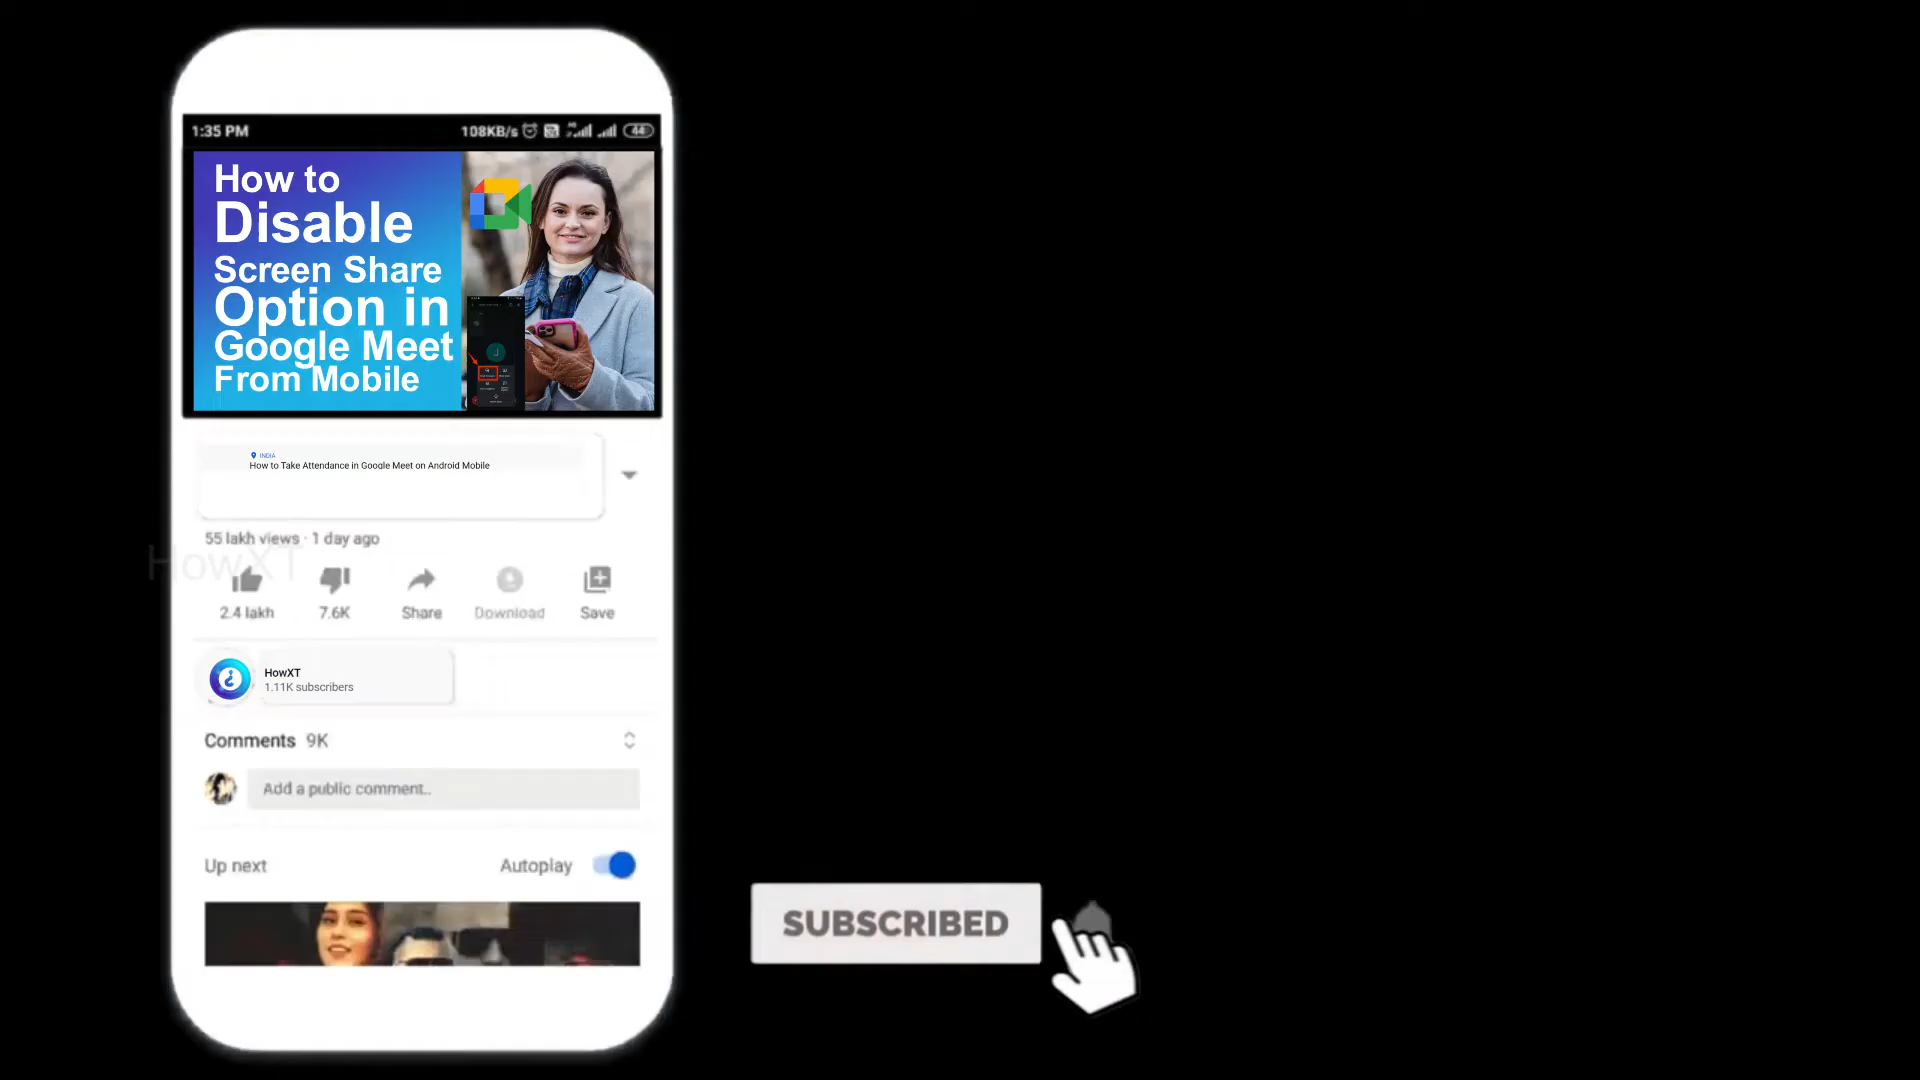 1:35 PM
108KB/s
44
How to
Disable
Screen Share
Option in
Google Meet
From Mobile
INDIA
How to Take Attendance in Google Meet on Android Mobile
55 lakh views · 1 day ago
HowXT
2.4 lakh
7.6K
Share
Download
Save
HowXT
1.11K subscribers
Comments 9K
Add a public comment..
Up next
Autoplay
SUBSCRIBED